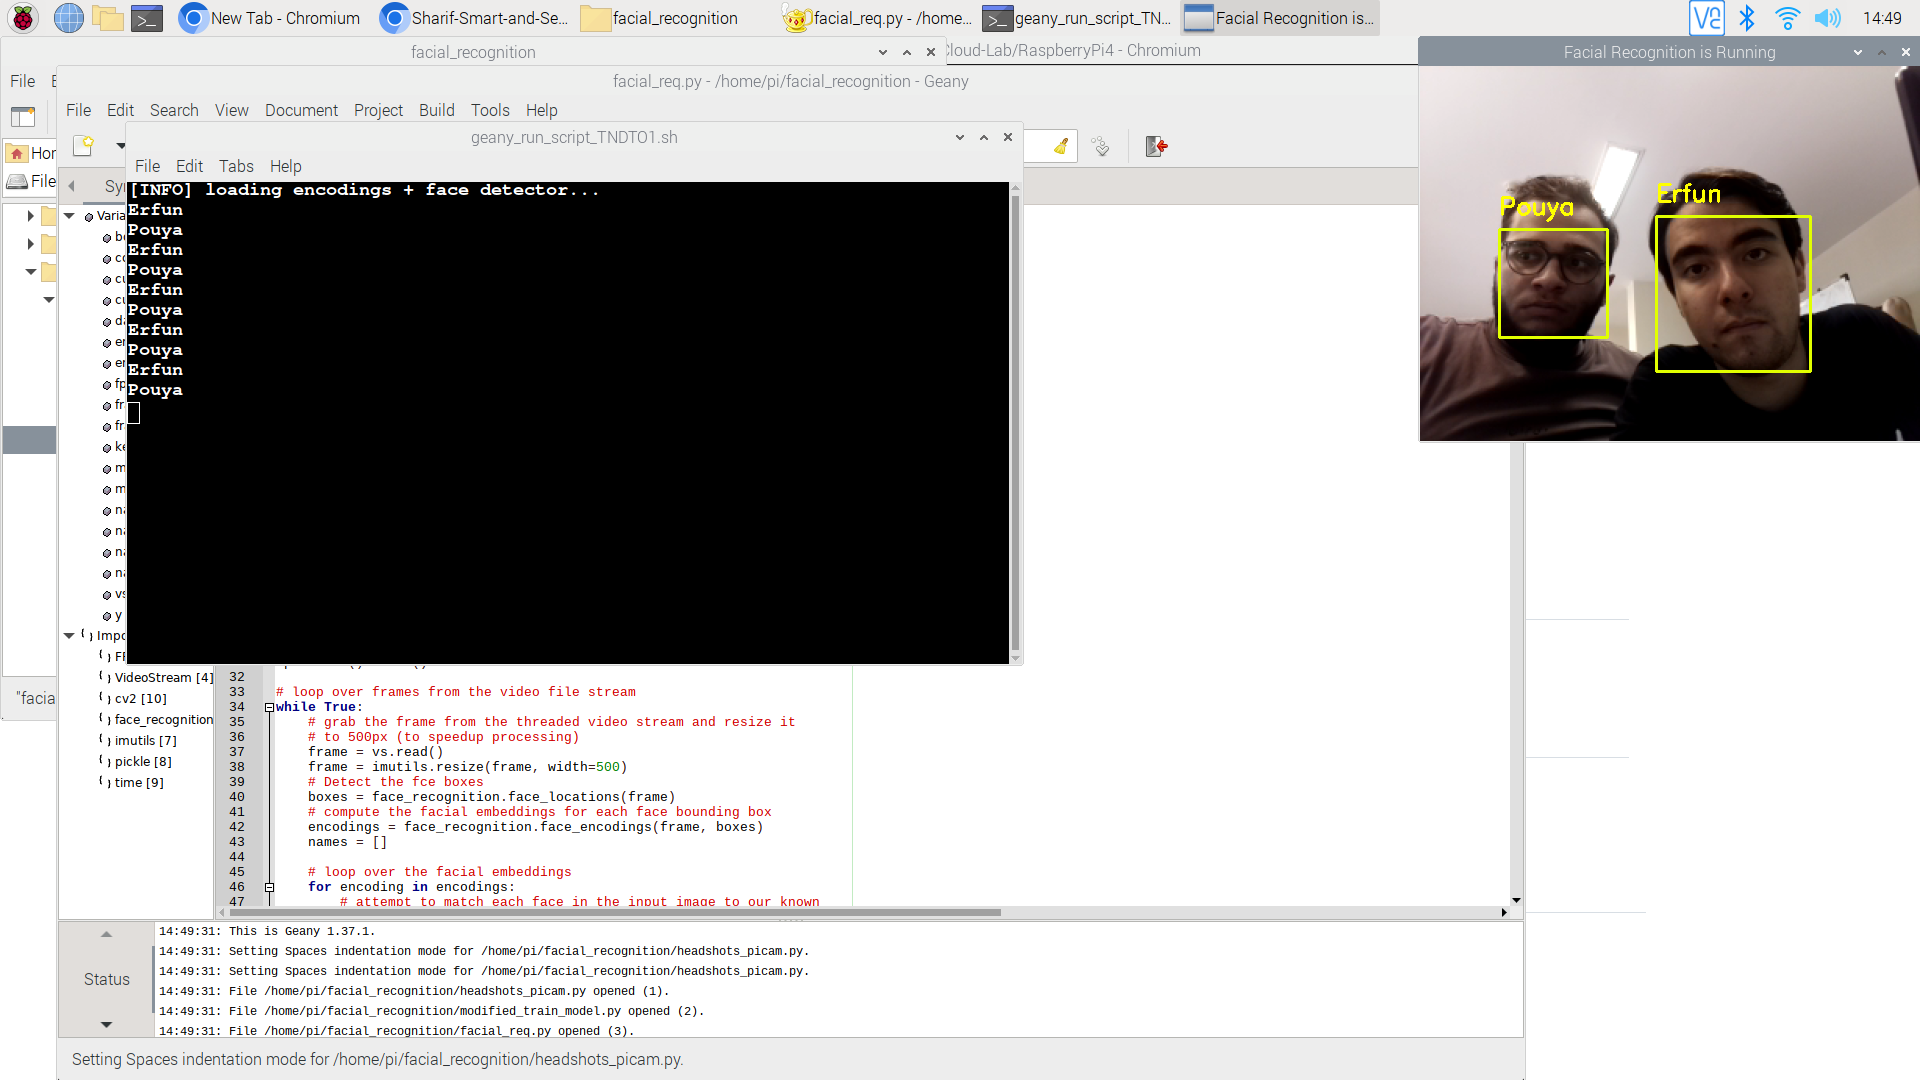 New Tab - Chromium
Sharif-Smart-and-Se...
facial_recognition
facial_req.py - /home...
geany_run_script_TN...
Facial Recognition is...
14:49
facial_recognition
Cloud-Lab/RaspberryPi4 - Chromium
Facial Recognition is Running
File
facial_req.py - /home/pi/facial_recognition - Geany
File Edit Search View Document Project Build Tools Help
geany_run_script_TNDTO1.sh
File Edit Tabs Help
[INFO] loading encodings + face detector...
Erfun
Pouya
Erfun
Pouya
Erfun
Pouya
Erfun
Pouya
Erfun
Pouya
Pouya
Erfun
VideoStream [4]
cv2 [10]
face_recognition
imutils [7]
pickle [8]
time [9]
32
33 # loop over frames from the video file stream
34 while True:
35 # grab the frame from the threaded video stream and resize it
36 # to 500px (to speedup processing)
37 frame = vs.read()
38 frame = imutils.resize(frame, width=500)
39 # Detect the fce boxes
40 boxes = face_recognition.face_locations(frame)
41 # compute the facial embeddings for each face bounding box
42 encodings = face_recognition.face_encodings(frame, boxes)
43 names = []
44
45 # loop over the facial embeddings
46 for encoding in encodings:
47 # attempt to match each face in the input image to our known
Status
14:49:31: This is Geany 1.37.1.
14:49:31: Setting Spaces indentation mode for /home/pi/facial_recognition/headshots_picam.py.
14:49:31: Setting Spaces indentation mode for /home/pi/facial_recognition/headshots_picam.py.
14:49:31: File /home/pi/facial_recognition/headshots_picam.py opened (1).
14:49:31: File /home/pi/facial_recognition/modified_train_model.py opened (2).
14:49:31: File /home/pi/facial_recognition/facial_req.py opened (3).
Setting Spaces indentation mode for /home/pi/facial_recognition/headshots_picam.py.